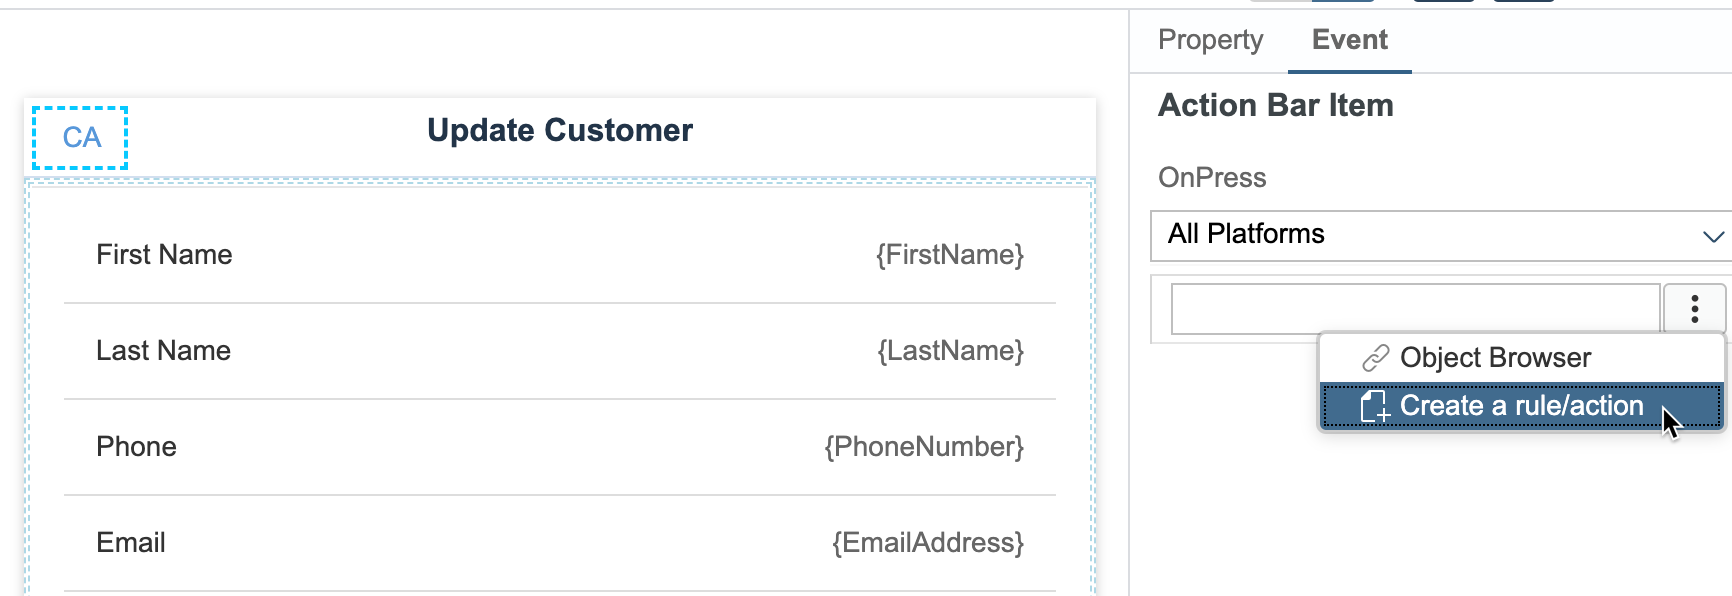 Property Event
Action Bar Item
CA Update Customer
OnPress
All Platforms
First Name {FirstName}
Last Name {LastName}
Object Browser
Create a rule/action
Phone {PhoneNumber}
Email {EmailAddress}